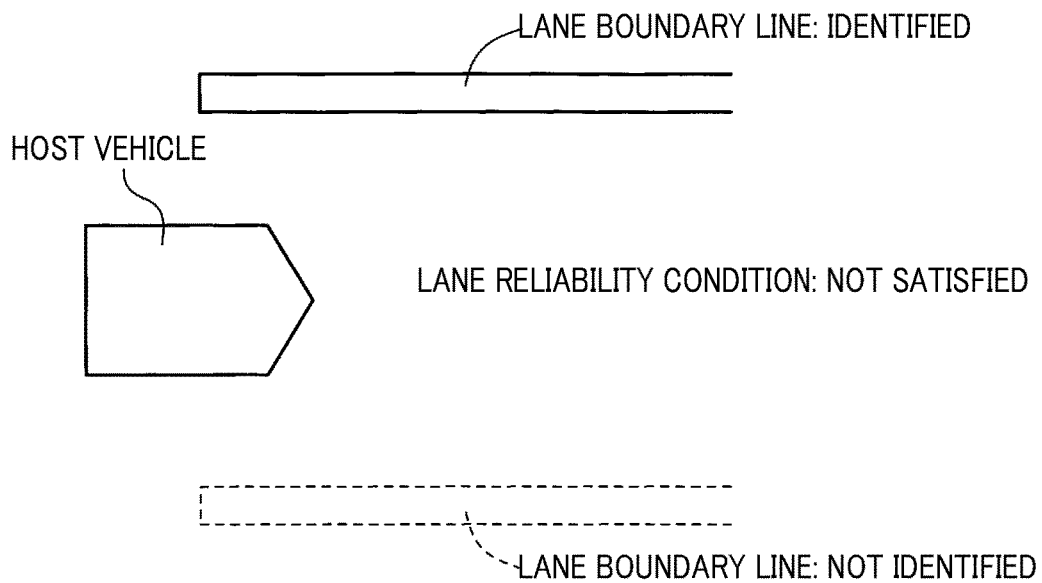 LANE BOUNDARY LINE: IDENTIFIED
HOST VEHICLE
LANE RELIABILITY CONDITION: NOT SATISFIED
LANE BOUNDARY LINE: NOT IDENTIFIED